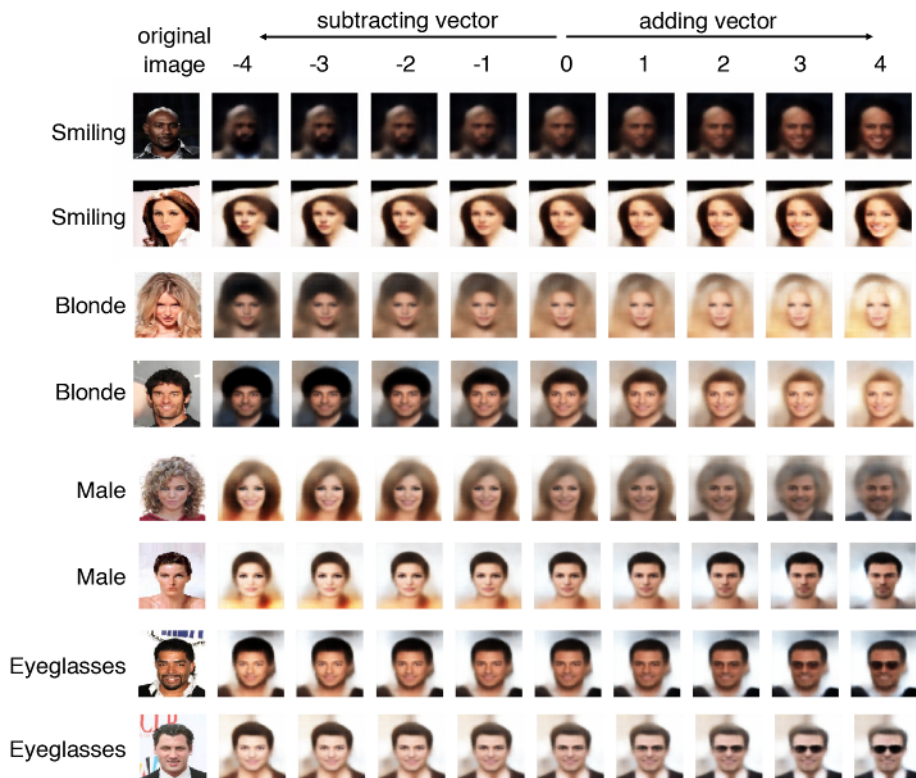 subtracting vector adding vector
original
image -4 -3 -2 -1 0 1 2 3 4
Smiling
Smiling
Blonde
Blonde
Male
Male
Eyeglasses
Eyeglasses